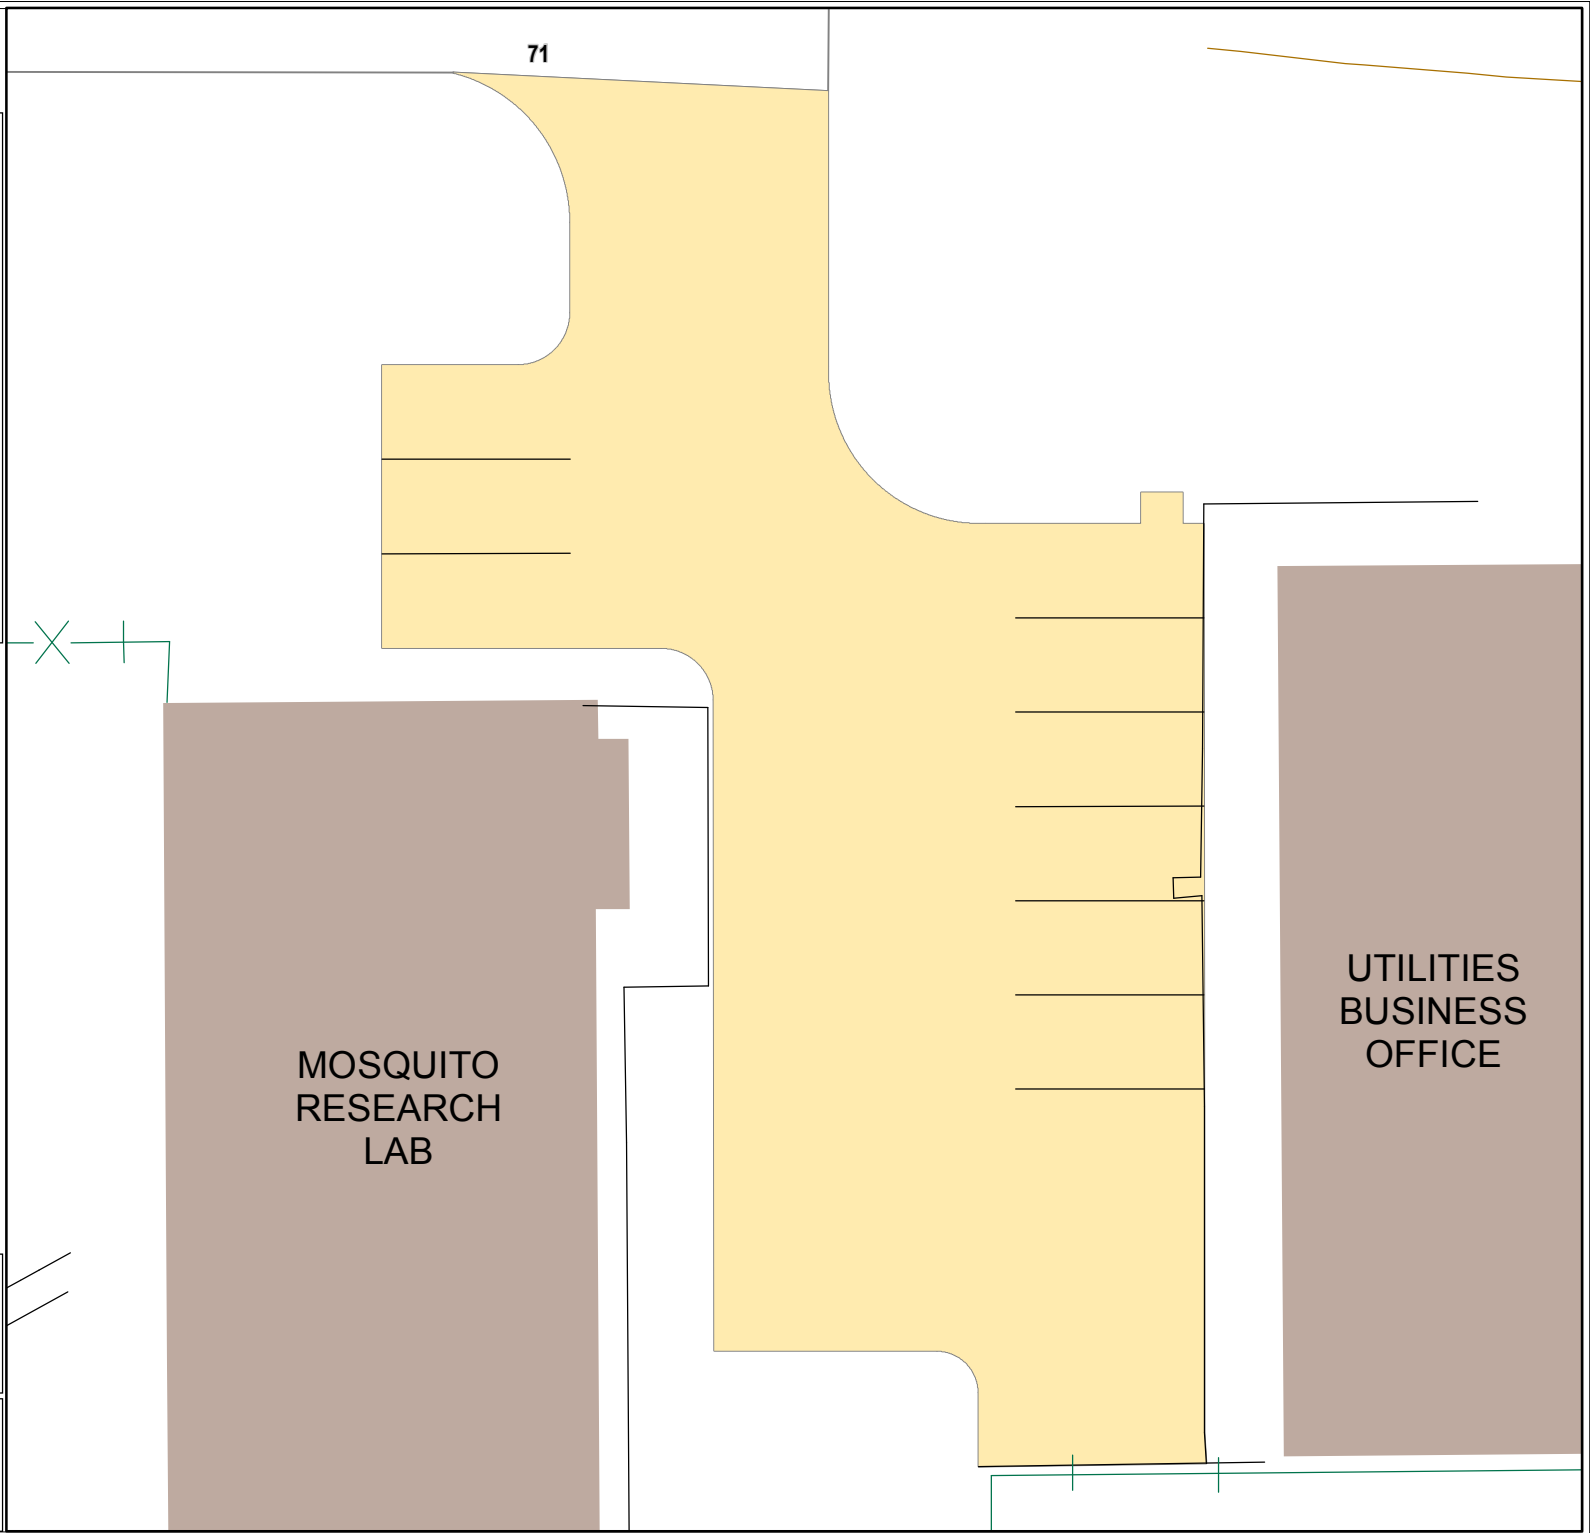 71
UTILITIES
BUSINESS
OFFICE
MOSQUITO
RESEARCH
LAB